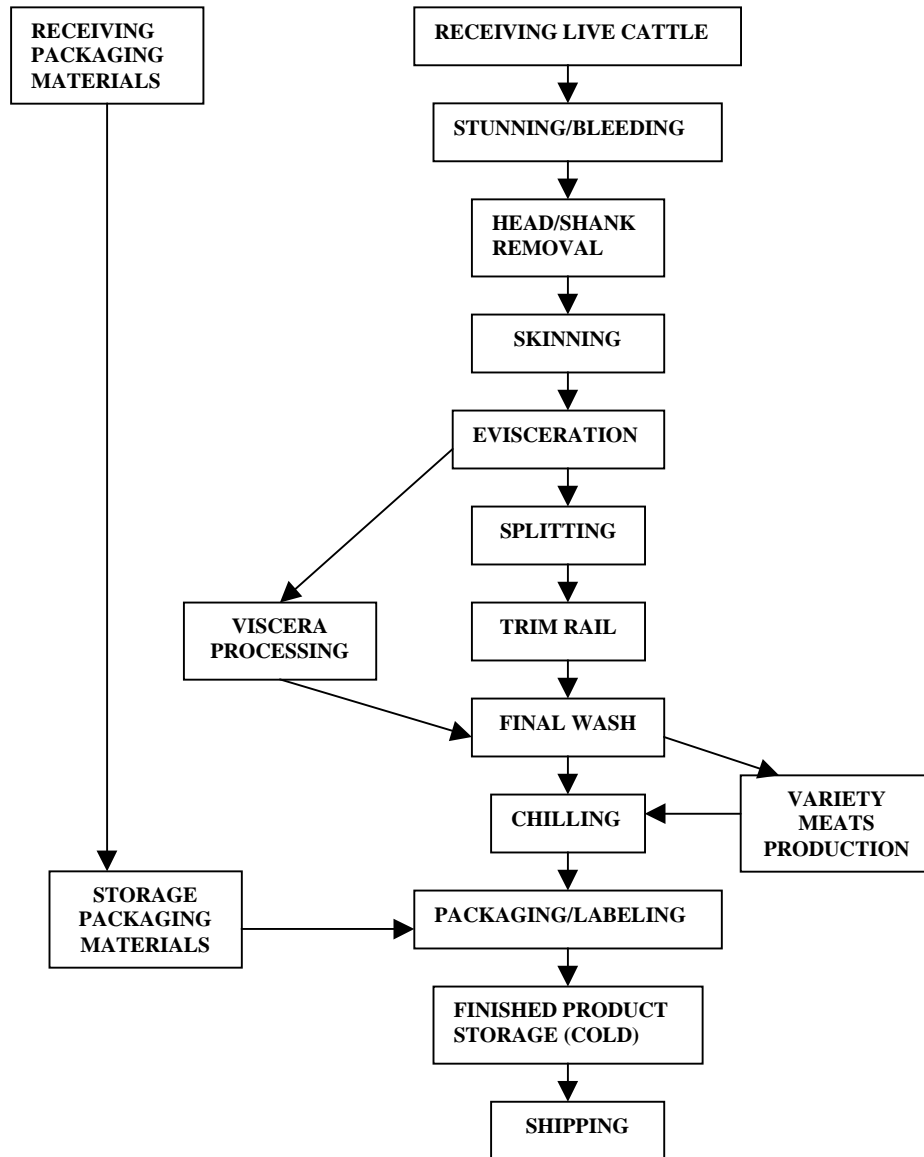 RECEIVING
PACKAGING
MATERIALS
RECEIVING LIVE CATTLE
STUNNING/BLEEDING
HEAD/SHANK
REMOVAL
SKINNING
EVISCERATION
SPLITTING
VISCERA
PROCESSING
TRIM RAIL
FINAL WASH
VARIETY
MEATS
PRODUCTION
CHILLING
STORAGE
PACKAGING
MATERIALS
PACKAGING/LABELING
FINISHED PRODUCT
STORAGE (COLD)
SHIPPING